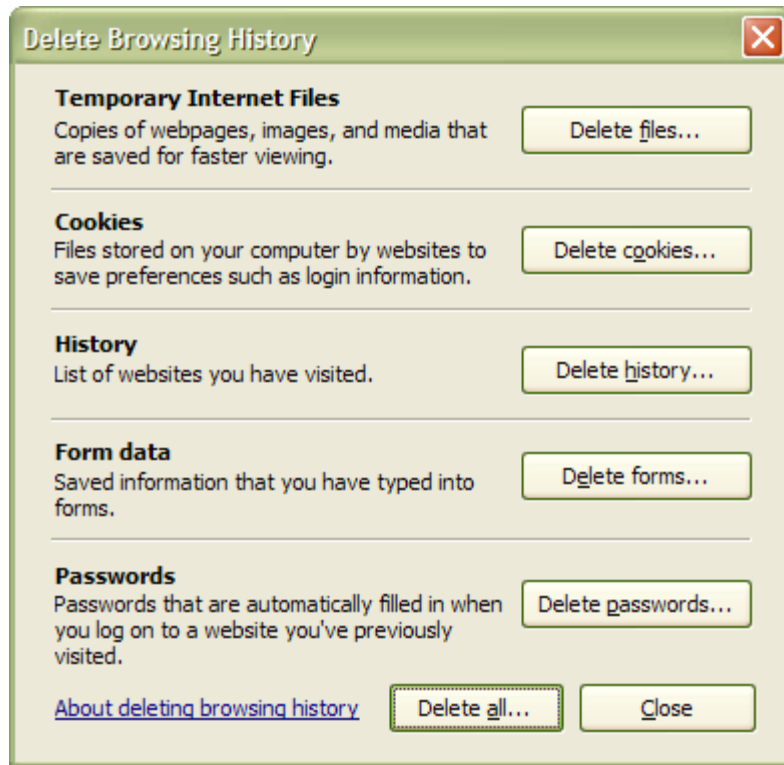 Delete Browsing History
Temporary Internet Files
Copies of webpages, images, and media that
are saved for faster viewing.
Delete files...
Cookies
Files stored on your computer by websites to
save preferences such as login information.
Delete cookies...
History
List of websites you have visited.
Delete history...
Form data
Saved information that you have typed into
forms.
Delete forms...
Passwords
Passwords that are automatically filled in when
you log on to a website you've previously
visited.
Delete passwords...
About deleting browsing history
Delete all...
Close